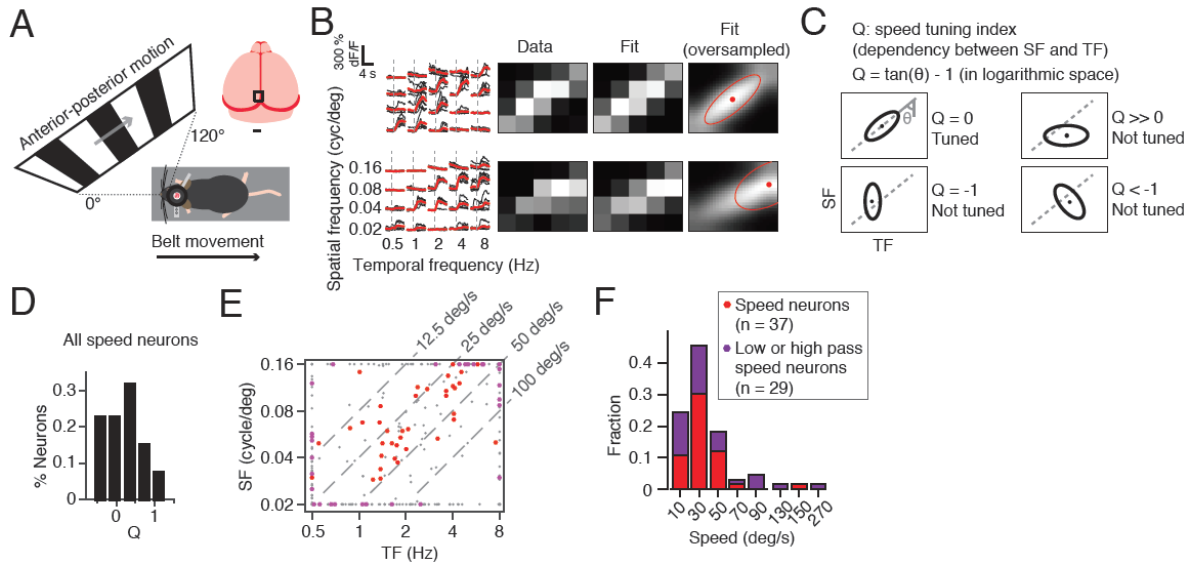 A
Anterior-posterior motion
120°
0°
Belt movement
B
300 %
dF/F
4 s
Data
Fit
Fit
(oversampled)
Spatial frequency (cyc/deg)
0.16
0.08
0.04
0.02
0.5 1 2 4 8
Temporal frequency (Hz)
C
Q: speed tuning index
(dependency between SF and TF)
Q = tan(θ) - 1 (in logarithmic space)
θ
Q = 0
Tuned
Q >> 0
Not tuned
Q = -1
Not tuned
Q < -1
Not tuned
SF
TF
D
All speed neurons
% Neurons
0.3
0.2
0.1
0
0 1
Q
E
12.5 deg/s
25 deg/s
50 deg/s
100 deg/s
SF (cycle/deg)
0.16
0.08
0.04
0.02
0.5 1 2 4 8
TF (Hz)
F
Speed neurons
(n = 37)
Low or high pass
speed neurons
(n = 29)
Fraction
0.5
0.4
0.3
0.2
0.1
0
10 30 50 70 90 130 150 270
Speed (deg/s)